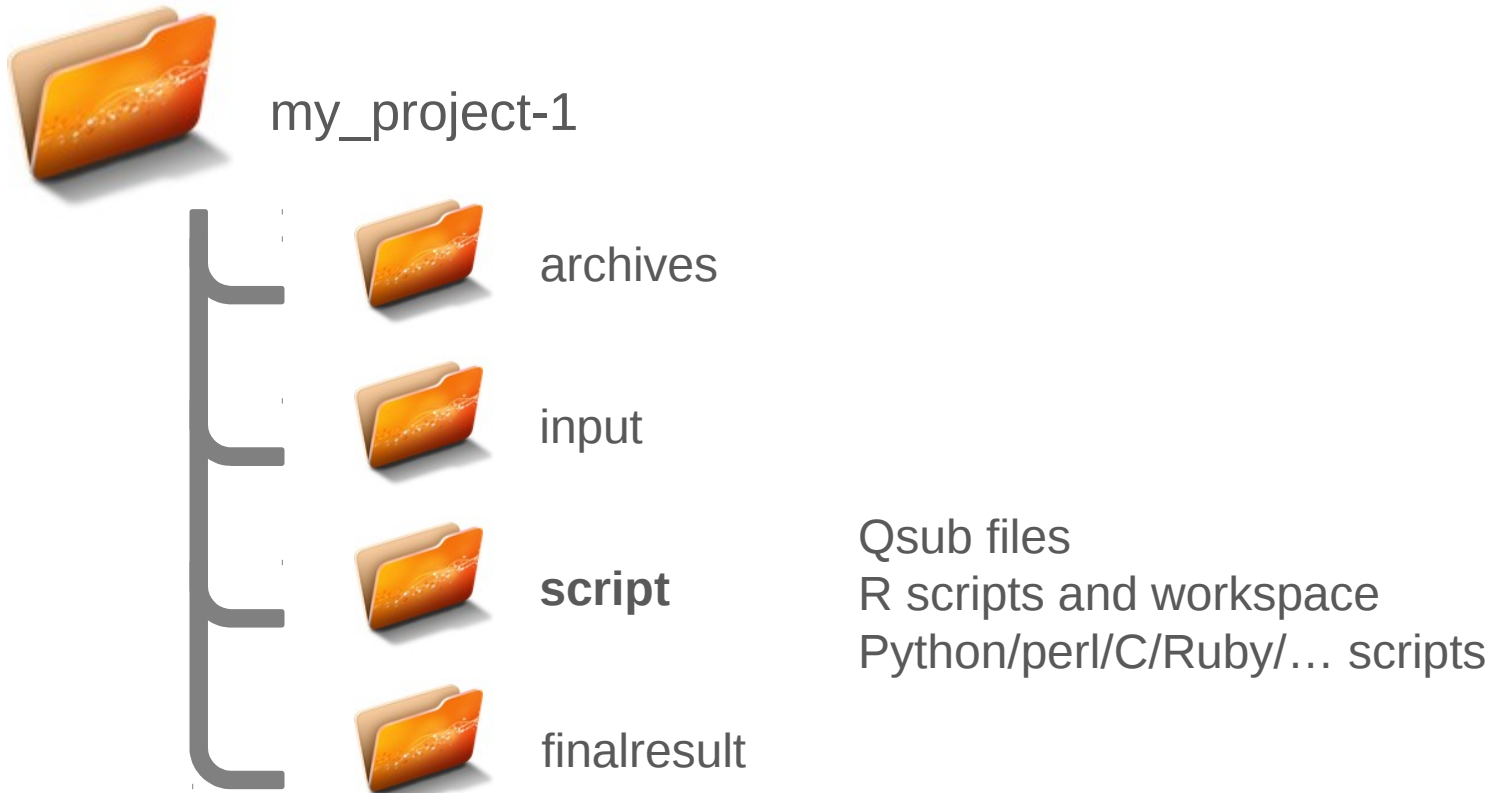 my_project-1
archives
input
script
Qsub files
R scripts and workspace
Python/perl/C/Ruby/… scripts
finalresult